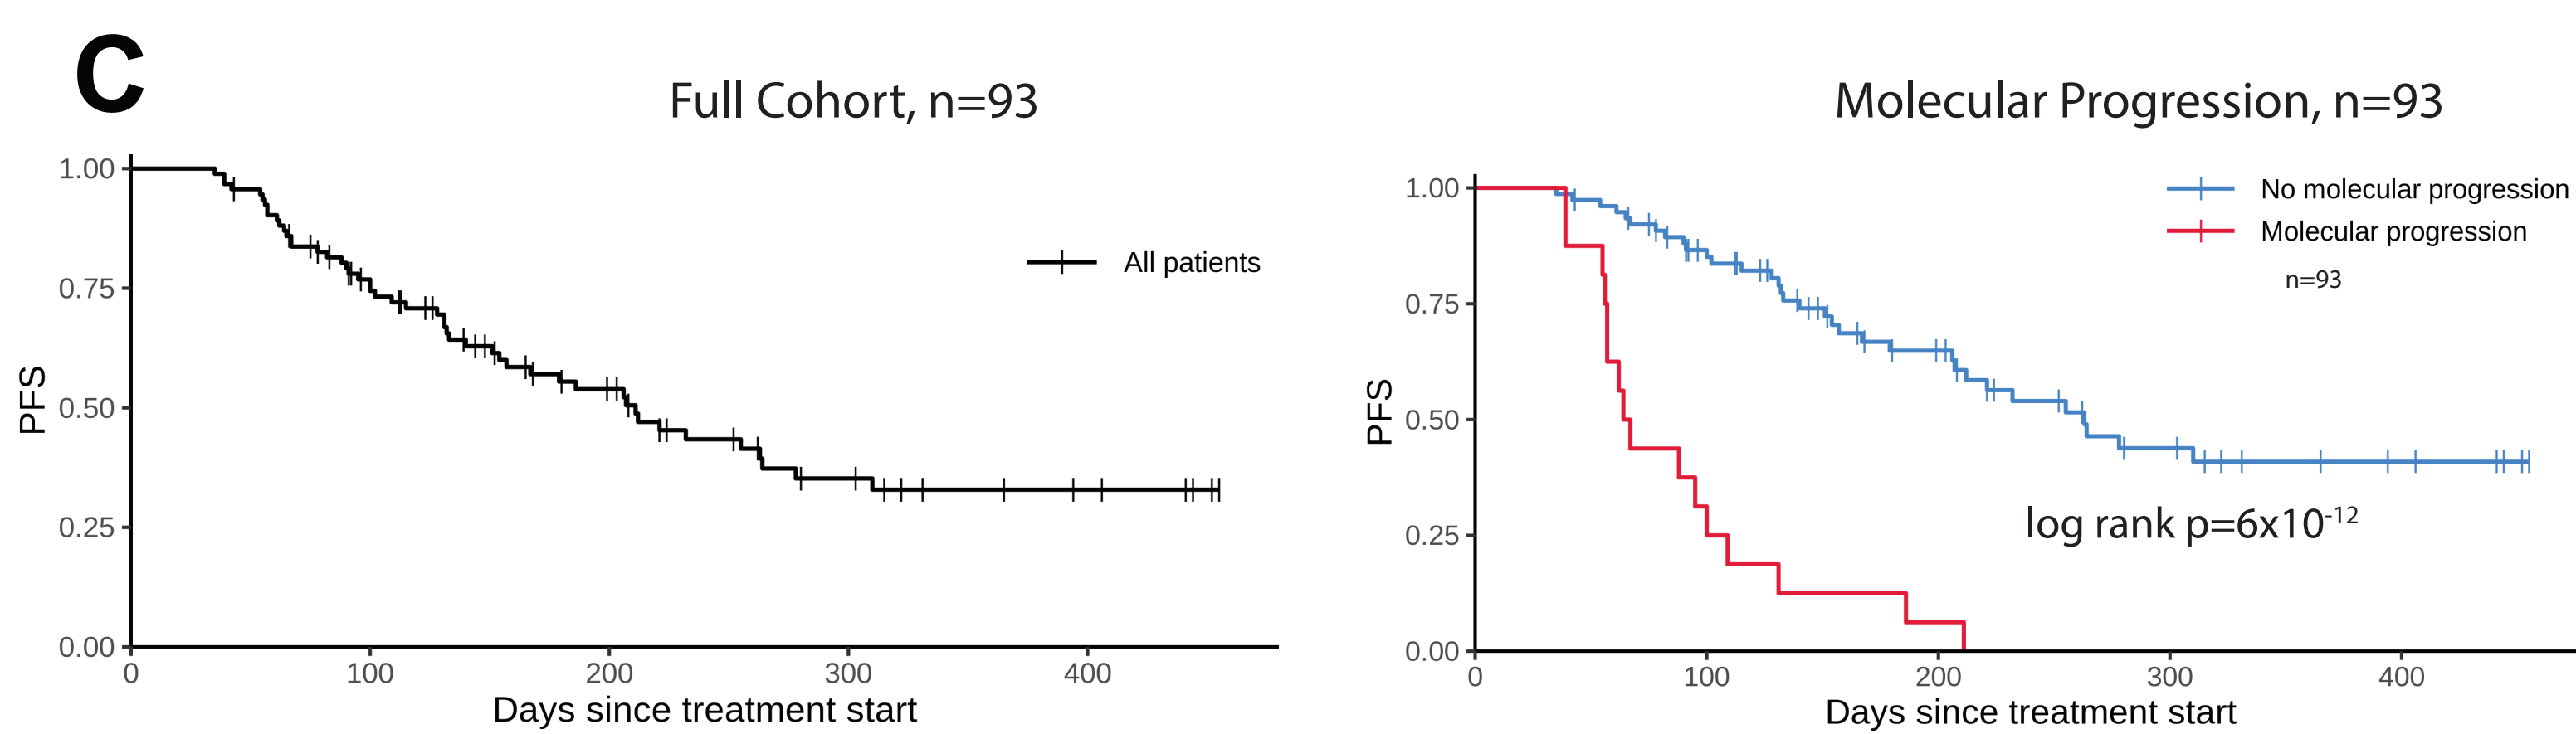 C
Full Cohort, n=93
1.00
0.75
0.50
0.25
0.00
PFS
0
100
200
300
400
Days since treatment start
All patients
Molecular Progression, n=93
1.00
0.75
0.50
0.25
0.00
PFS
0
100
200
300
400
Days since treatment start
No molecular progression
Molecular progression
n=93
log rank p=6x10⁻¹²